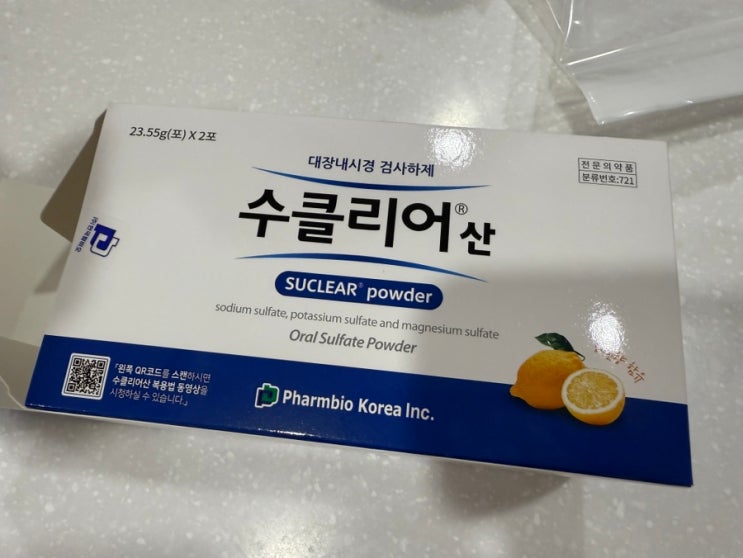 23.55g(포) X 2포
전문의약품
분류번호:721
대장내시경 검사하제
수클리어®산
SUCLEAR® powder
sodium sulfate, potassium sulfate and magnesium sulfate
Oral Sulfate Powder
함유
「왼쪽 QR코드를 스캔하시면
수클리어산 복용법 동영상을
시청하실 수 있습니다.」
Pharmbio Korea Inc.